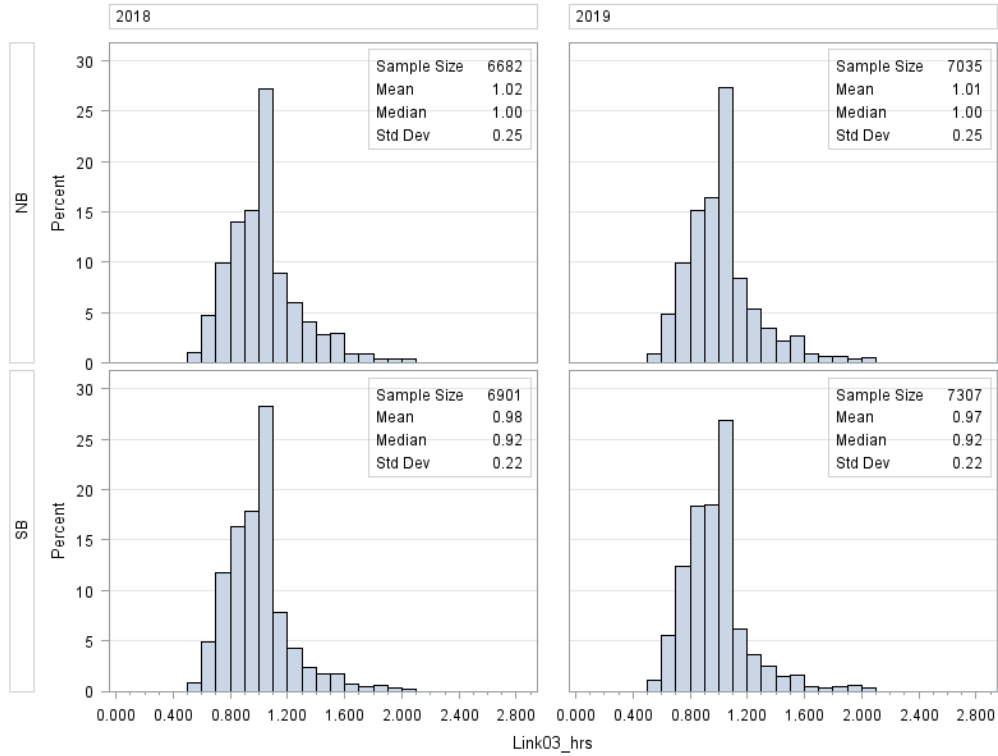 2018
2019
NB
Percent
30
25
20
15
10
5
0
Sample Size 6682
Mean 1.02
Median 1.00
Std Dev 0.25
Sample Size 7035
Mean 1.01
Median 1.00
Std Dev 0.25
SB
Percent
30
25
20
15
10
5
0
Sample Size 6901
Mean 0.98
Median 0.92
Std Dev 0.22
Sample Size 7307
Mean 0.97
Median 0.92
Std Dev 0.22
0.000 0.400 0.800 1.200 1.600 2.000 2.400 2.800
0.000 0.400 0.800 1.200 1.600 2.000 2.400 2.800
Link03_hrs